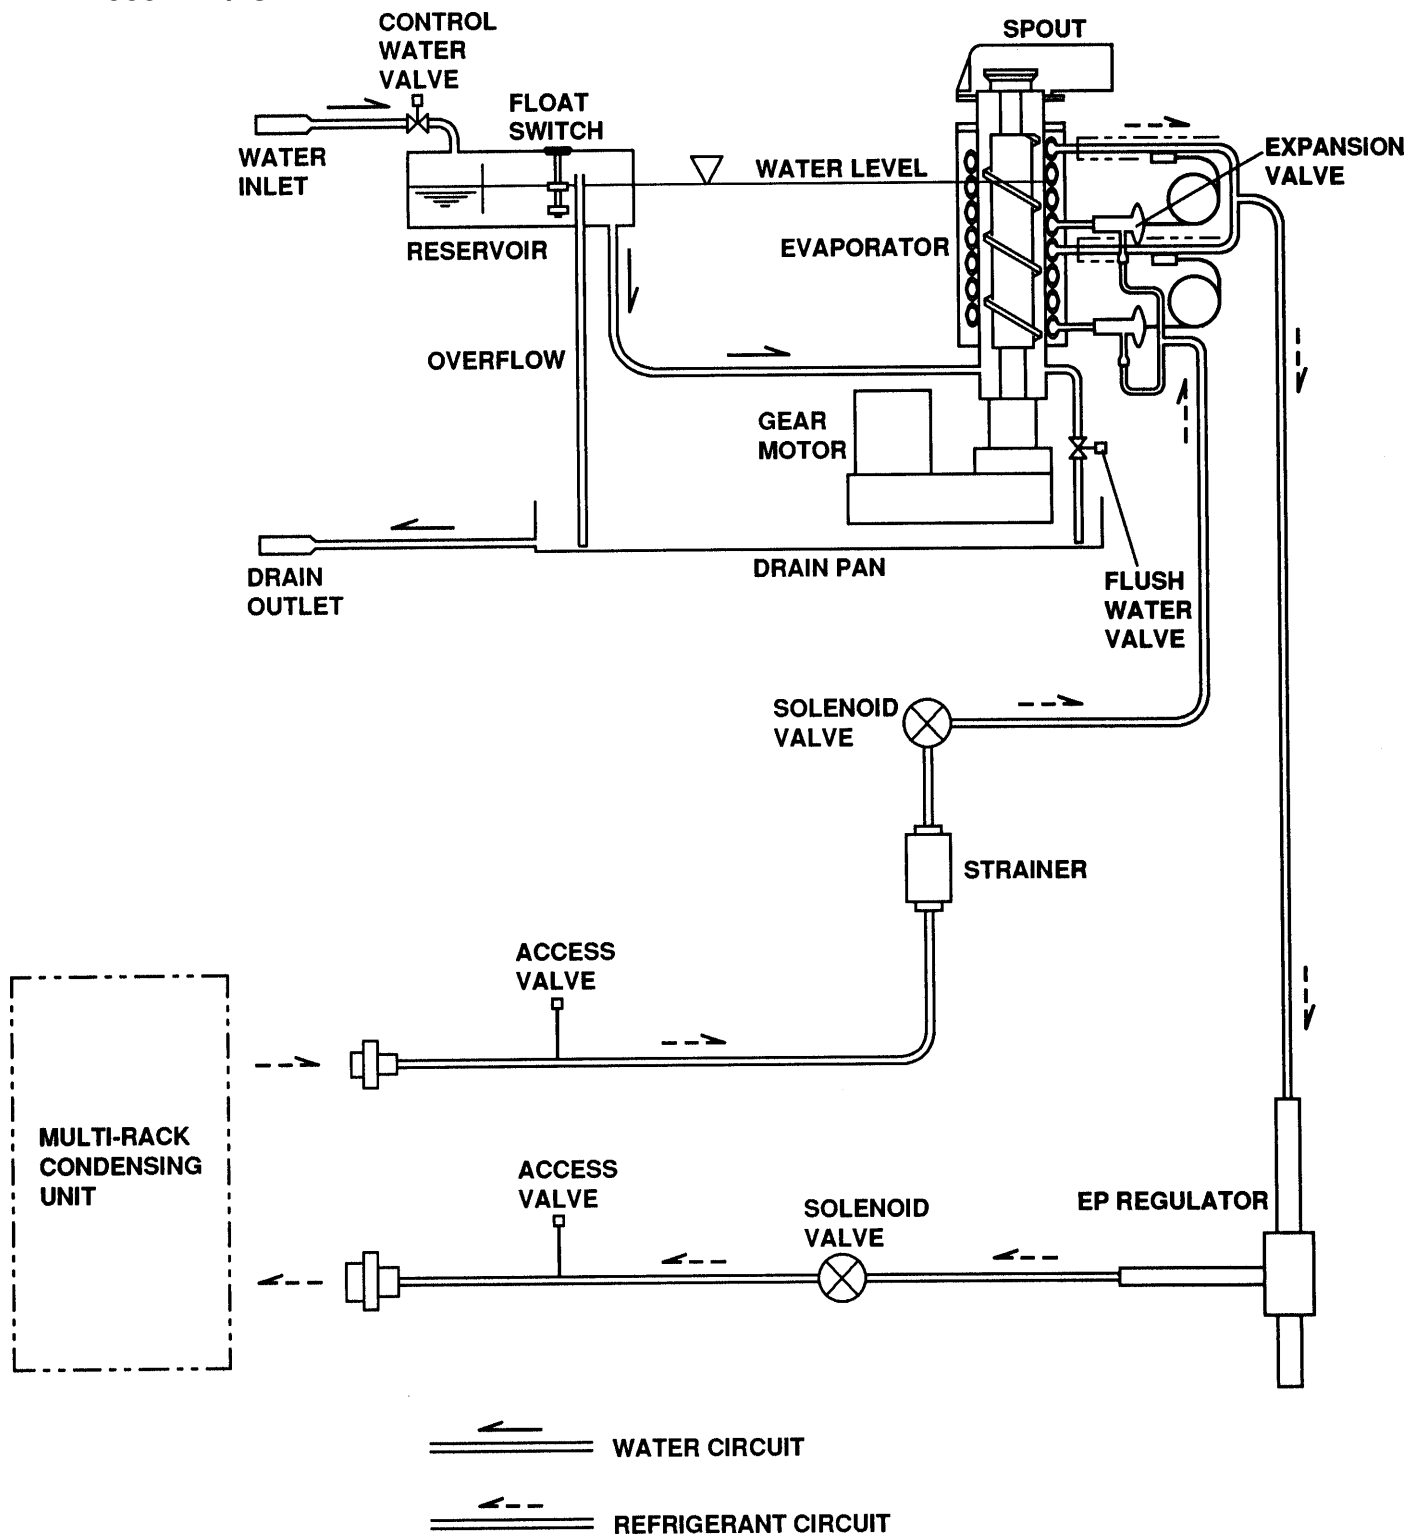 CONTROL
WATER
VALVE
SPOUT
FLOAT
SWITCH
WATER
INLET
WATER LEVEL
EXPANSION
VALVE
RESERVOIR
EVAPORATOR
OVERFLOW
GEAR
MOTOR
DRAIN
OUTLET
DRAIN PAN
FLUSH
WATER
VALVE
SOLENOID
VALVE
STRAINER
ACCESS
VALVE
MULTI-RACK
CONDENSING
UNIT
ACCESS
VALVE
SOLENOID
VALVE
EP REGULATOR
WATER CIRCUIT
REFRIGERANT CIRCUIT